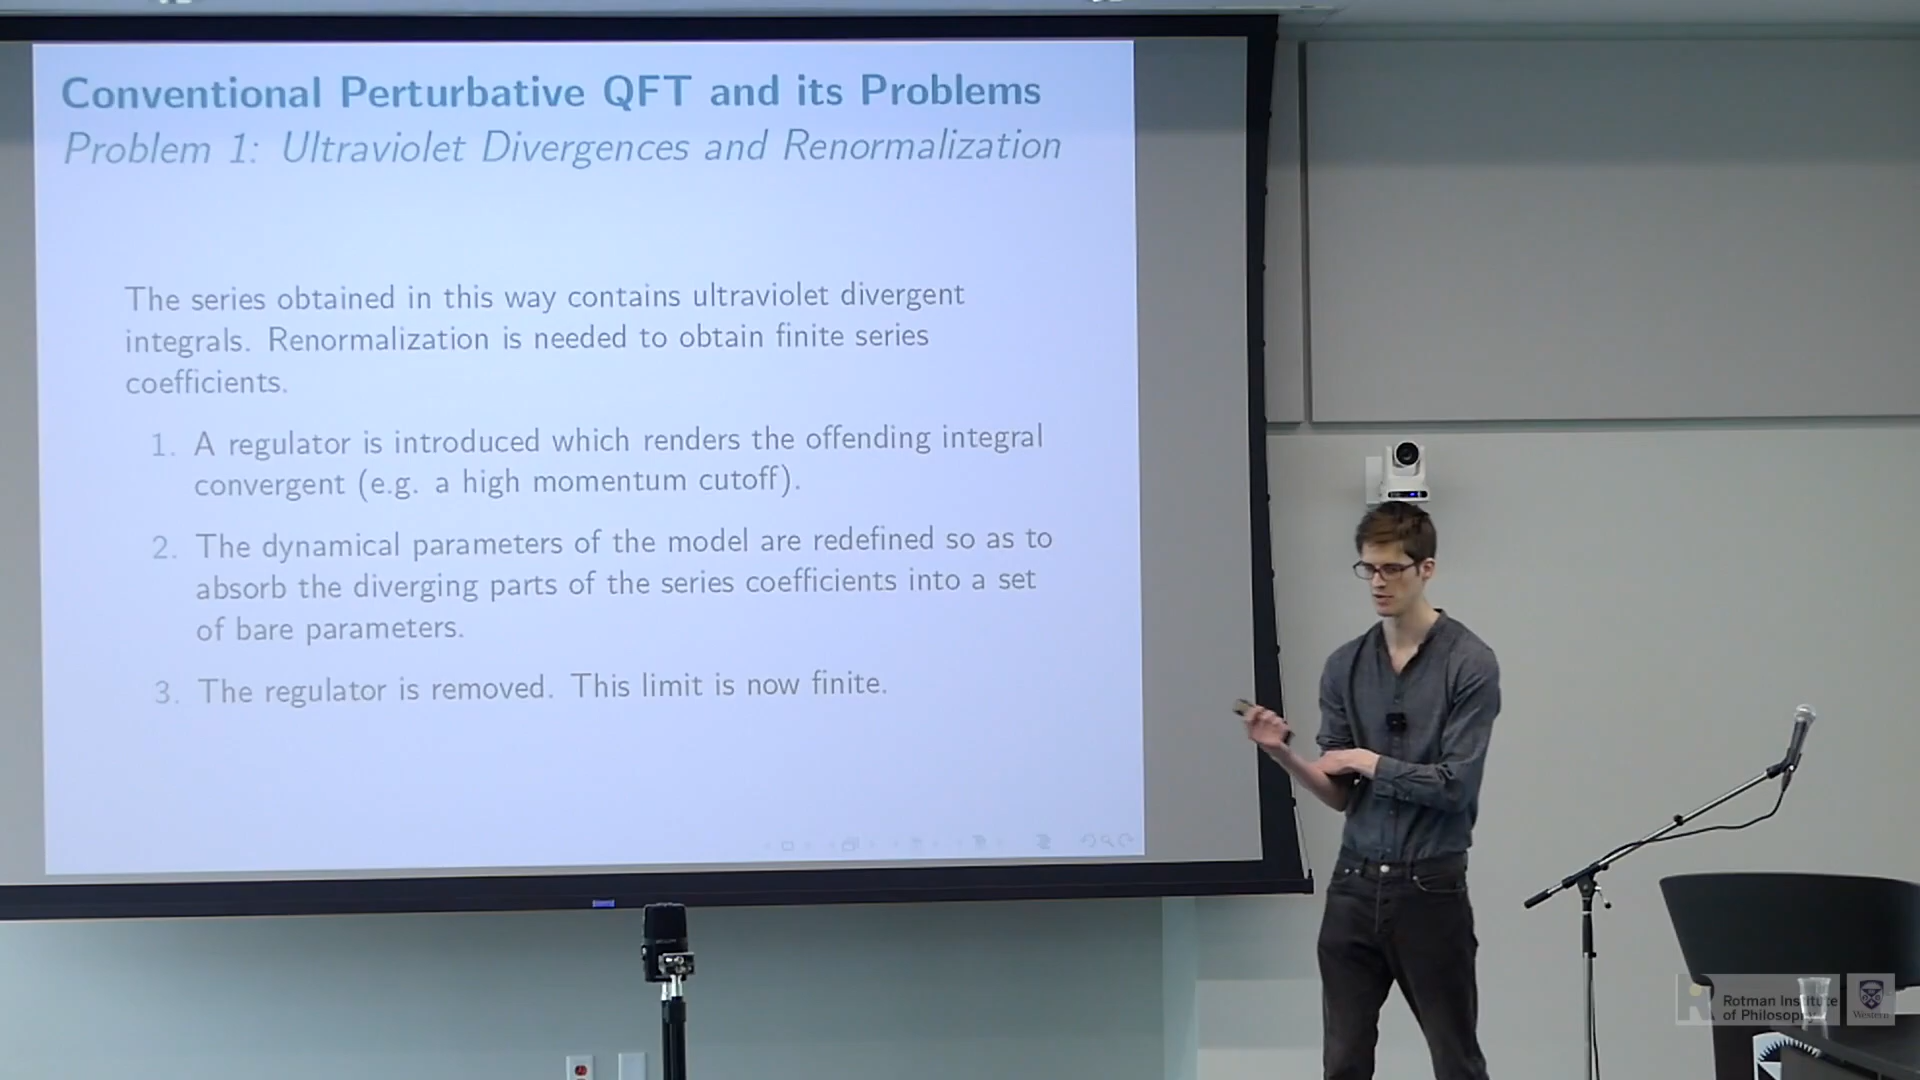 Conventional Perturbative QFT and its Problems
Problem 1: Ultraviolet Divergences and Renormalization
The series obtained in this way contains ultraviolet divergent
integrals. Renormalization is needed to obtain finite series
coefficients.
1. A regulator is introduced which renders the offending integral
convergent (e.g. a high momentum cutoff).
2. The dynamical parameters of the model are redefined so as to
absorb the diverging parts of the series coefficients into a set
of bare parameters.
3. The regulator is removed. This limit is now finite.
R
Rotman Institute
of Philosophy
Western